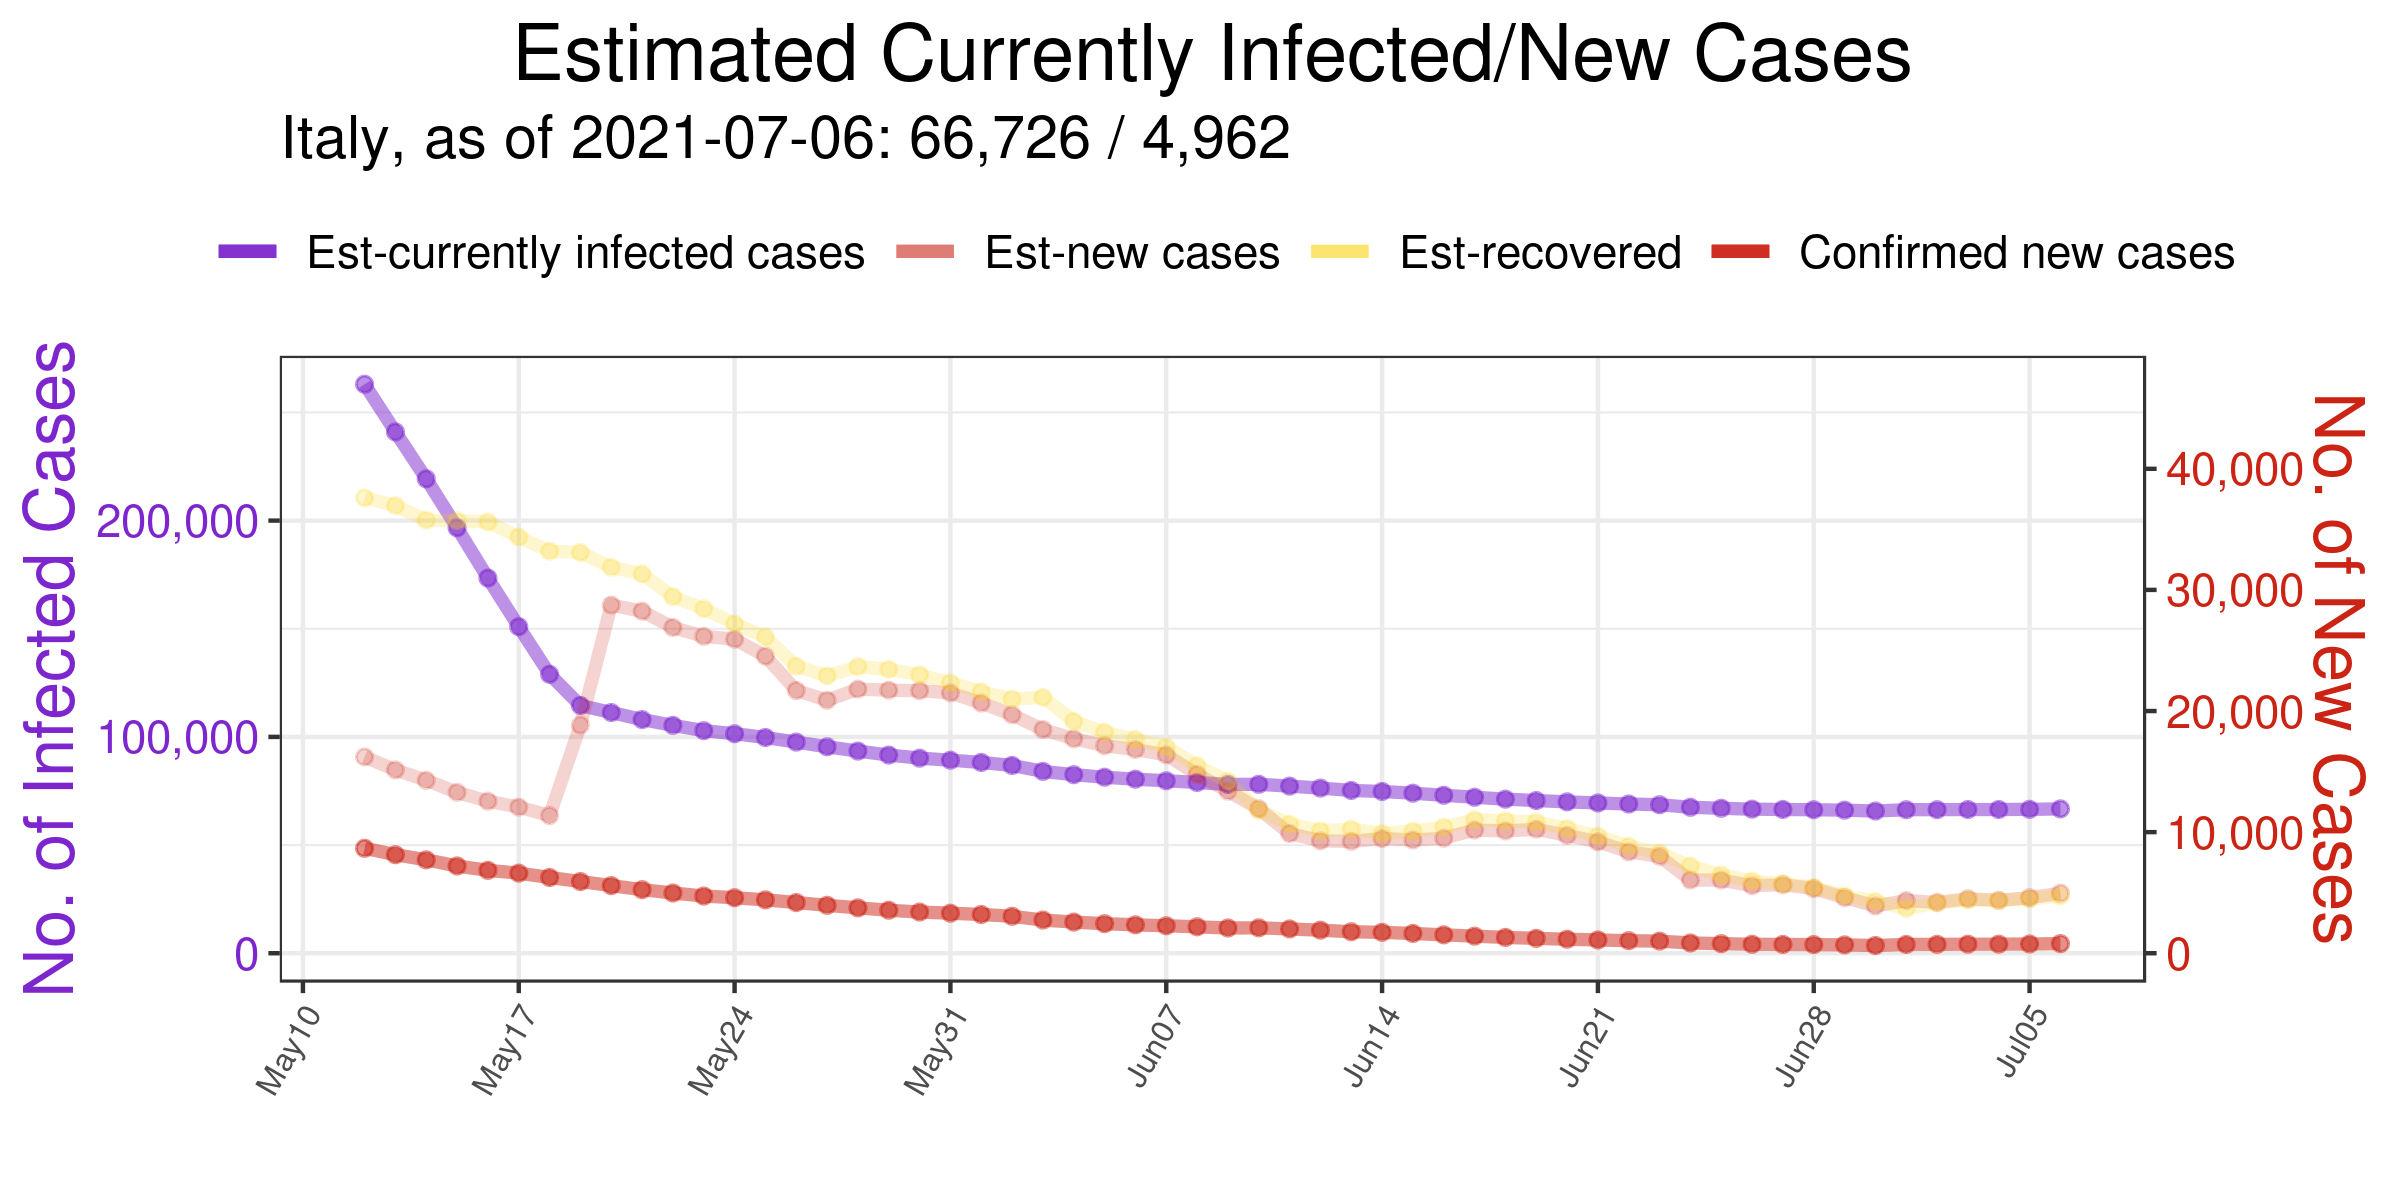 Estimated Currently Infected/New Cases
Italy, as of 2021-07-06: 66,726 / 4,962
Est-currently infected cases Est-new cases Est-recovered Confirmed new cases
No. of Infected Cases
200,000
100,000
0
40,000
30,000
20,000
10,000
0
No. of New Cases
May10 May17 May24 May31 Jun07 Jun14 Jun21 Jun28 Jul05